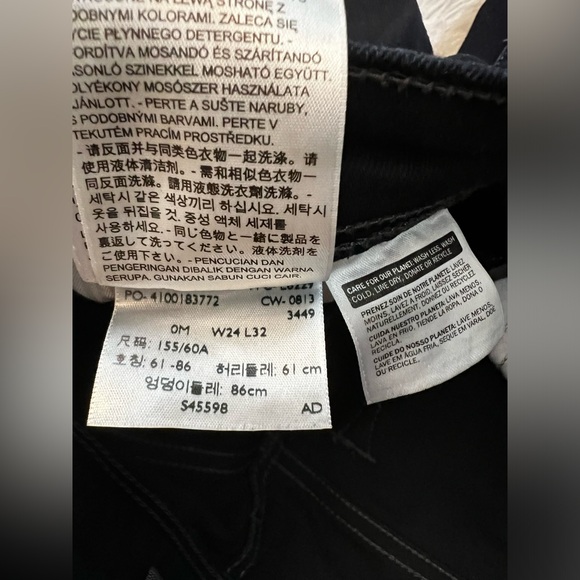 NA LEWĄ STRONĘ Z
DOBNYMI KOLORAMI. ZALECA SIĘ
YCIE PŁYNNEGO DETERGENTU. -
FORDÍTVA MOSANDÓ ÉS SZÁRÍTANDÓ
ASONLÓ SZINEKKEL MOSHATÓ EGYÜTT.
OLYÉKONY MOSÓSZER HASZNÁLATA
AJÁNLOTT. - PERTE A SUŠTE NARUBY,
S PODOBNÝMI BARVAMI. PERTE V
TEKUTÉM PRACÍM PROSTŘEDKU.
- 请反面并与同类色衣物一起洗涤。请
使用液体清洁剂。- 需和相似色衣物一
同反面洗滌。請用液態洗衣劑洗滌。-
세탁시 같은 색상끼리 하십시요. 세탁시
옷을 뒤집을 것. 중성 액체 세제를
사용하세요. - 同じ色物と一緒に製品を
裏返して洗ってください。液体洗剤を
ご使用下さい。- PENCUCIAN DAN
PENGERINGAN DIBALIK DENGAN WARNA
SERUPA. GUNAKAN SABUN CUCI CAIR.
PO- 4100183772 CW- 0813
3449
0M W24 L32
尺码: 155/60A
호칭: 61 -86 허리둘레: 61 cm
엉덩이둘레: 86cm
S45598 AD
CARE FOR OUR PLANET: WASH LESS, WASH
COLD, LINE DRY, DONATE OR RECYCLE
PRENEZ SOIN DE NOTRE PLANÈTE: LAVEZ
MOINS, LAVEZ À FROID, LAISSEZ SÉCHER
NATURELLEMENT, DONNEZ OU RECYCLEZ
CUIDA NUESTRO PLANETA: LAVA MENOS,
LAVA EN FRÍO, TIENDE LA ROPA, DONA O
RECICLA.
CUIDE DO NOSSO PLANETA: LAVE MENOS,
LAVE EM ÁGUA FRIA, SEQUE EM VARAL, DOE
OU RECICLE.